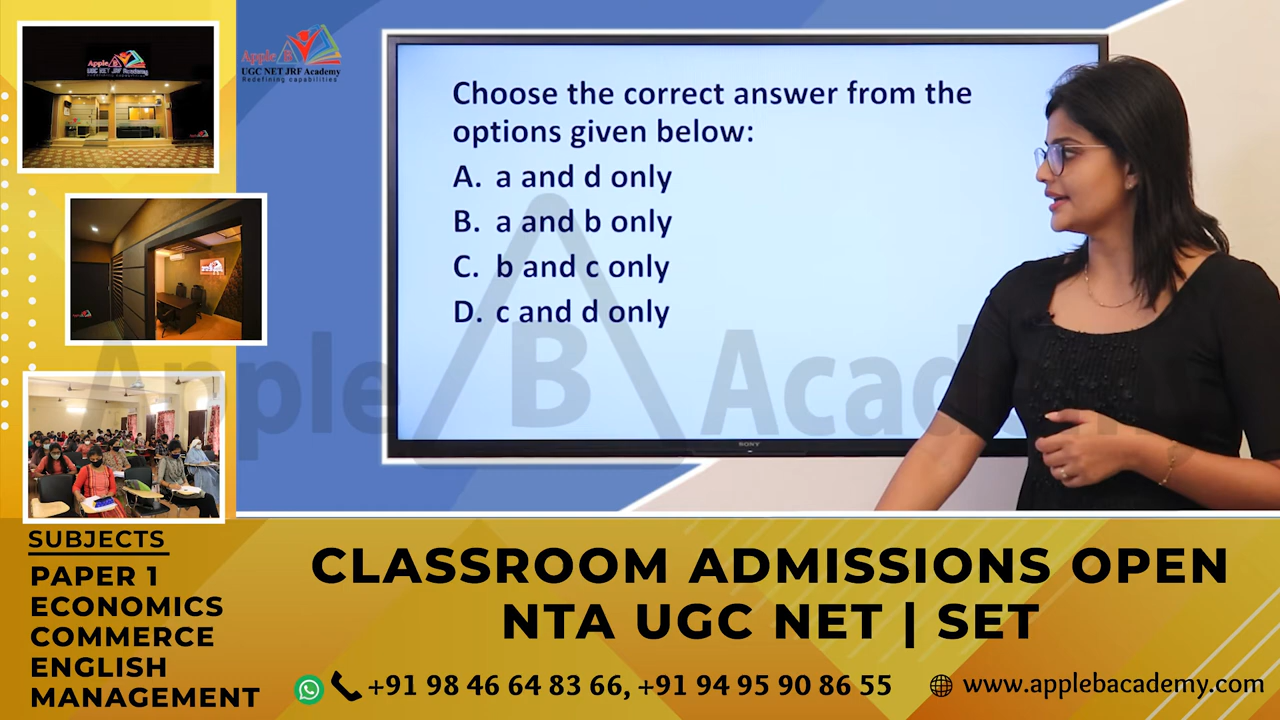 Apple B
UGC NET JRF Academy
Redefining capabilities
Choose the correct answer from the
options given below:
A. a and d only
B. a and b only
C. b and c only
D. c and d only
SONY
Apple B Academy
SUBJECTS
PAPER 1
ECONOMICS
COMMERCE
ENGLISH
MANAGEMENT
CLASSROOM ADMISSIONS OPEN
NTA UGC NET | SET
+91 98 46 64 83 66, +91 94 95 90 86 55
www.applebacademy.com